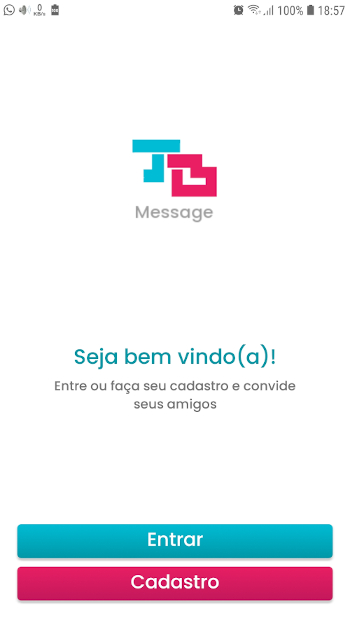 0
KB/s
100%
18:57
JB
Message
Seja bem vindo(a)!
Entre ou faça seu cadastro e convide
seus amigos
Entrar
Cadastro